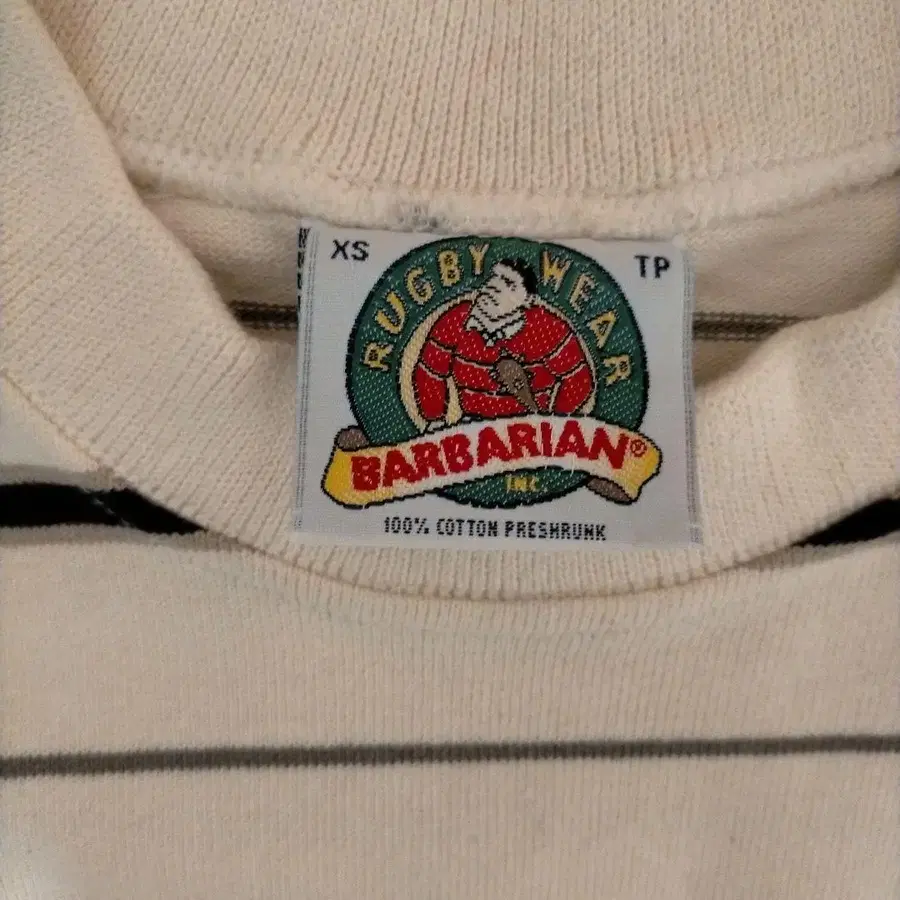 XS
TP
RUGBY WEAR
BARBARIAN®
INC
100% COTTON PRESHRUNK